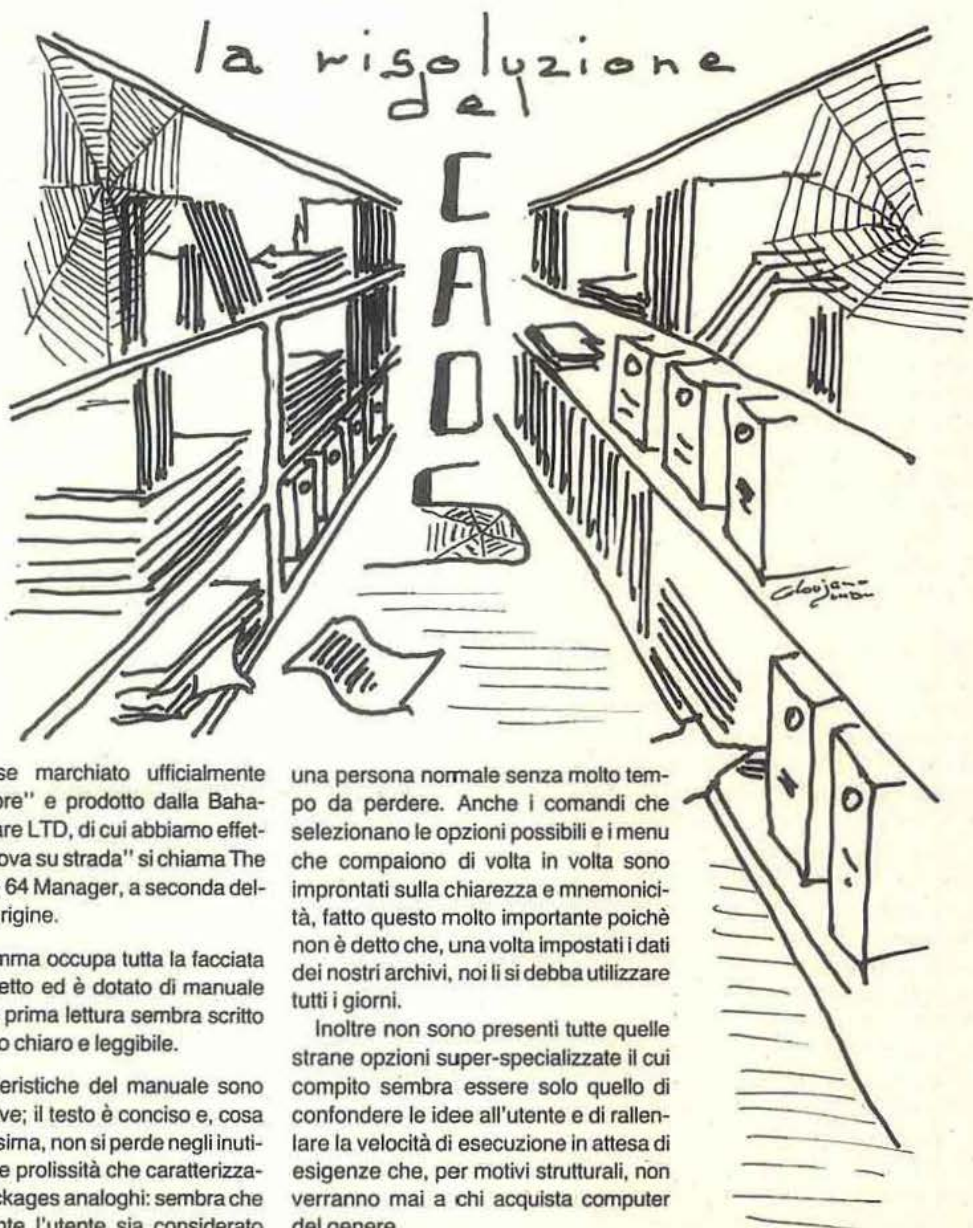 la risoluzione
del
CAOS
se marchiato ufficialmente
ore" e prodotto dalla Baha-
are LTD, di cui abbiamo effet-
ova su strada" si chiama The
64 Manager, a seconda del-
rigine.
mma occupa tutta la facciata
etto ed è dotato di manuale
prima lettura sembra scritto
o chiaro e leggibile.
eristiche del manuale sono
ve; il testo è conciso e, cosa
sima, non si perde negli inuti-
e prolissità che caratterizza-
ckages analoghi: sembra che
nte l'utente sia considerato
una persona normale senza molto tem-
po da perdere. Anche i comandi che
selezionano le opzioni possibili e i menu
che compaiono di volta in volta sono
improntati sulla chiarezza e mnemonici-
tà, fatto questo molto importante poichè
non è detto che, una volta impostati i dati
dei nostri archivi, noi li si debba utilizzare
tutti i giorni.
Inoltre non sono presenti tutte quelle
strane opzioni super-specializzate il cui
compito sembra essere solo quello di
confondere le idee all'utente e di rallen-
lare la velocità di esecuzione in attesa di
esigenze che, per motivi strutturali, non
verranno mai a chi acquista computer
del genere.